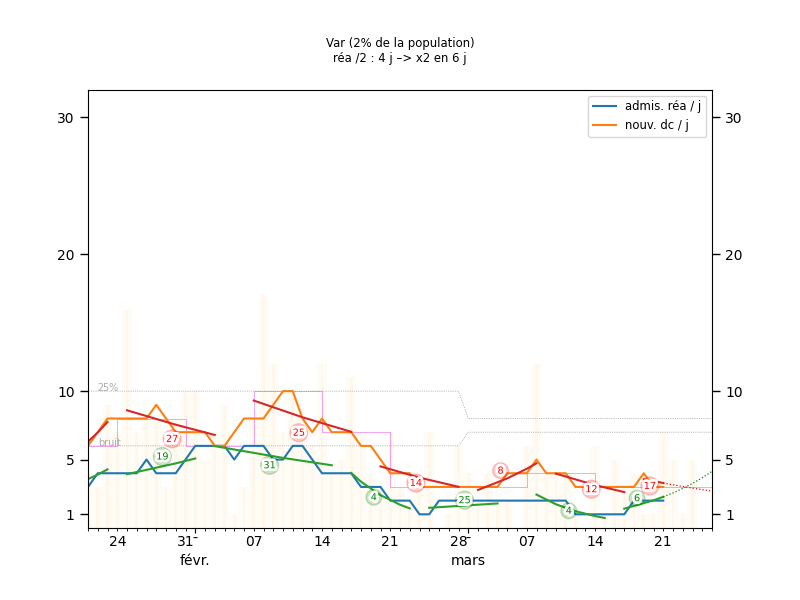 Var (2% de la population)
réa /2 : 4 j –> x2 en 6 j
admis. réa / j
nouv. dc / j
30 30
20 20
10 10
25%
bruit
5 5
1 1
27
19
25
31
4
14
25
8
4
12
6
17
24 31 07 14 21 28 07 14 21
févr. mars